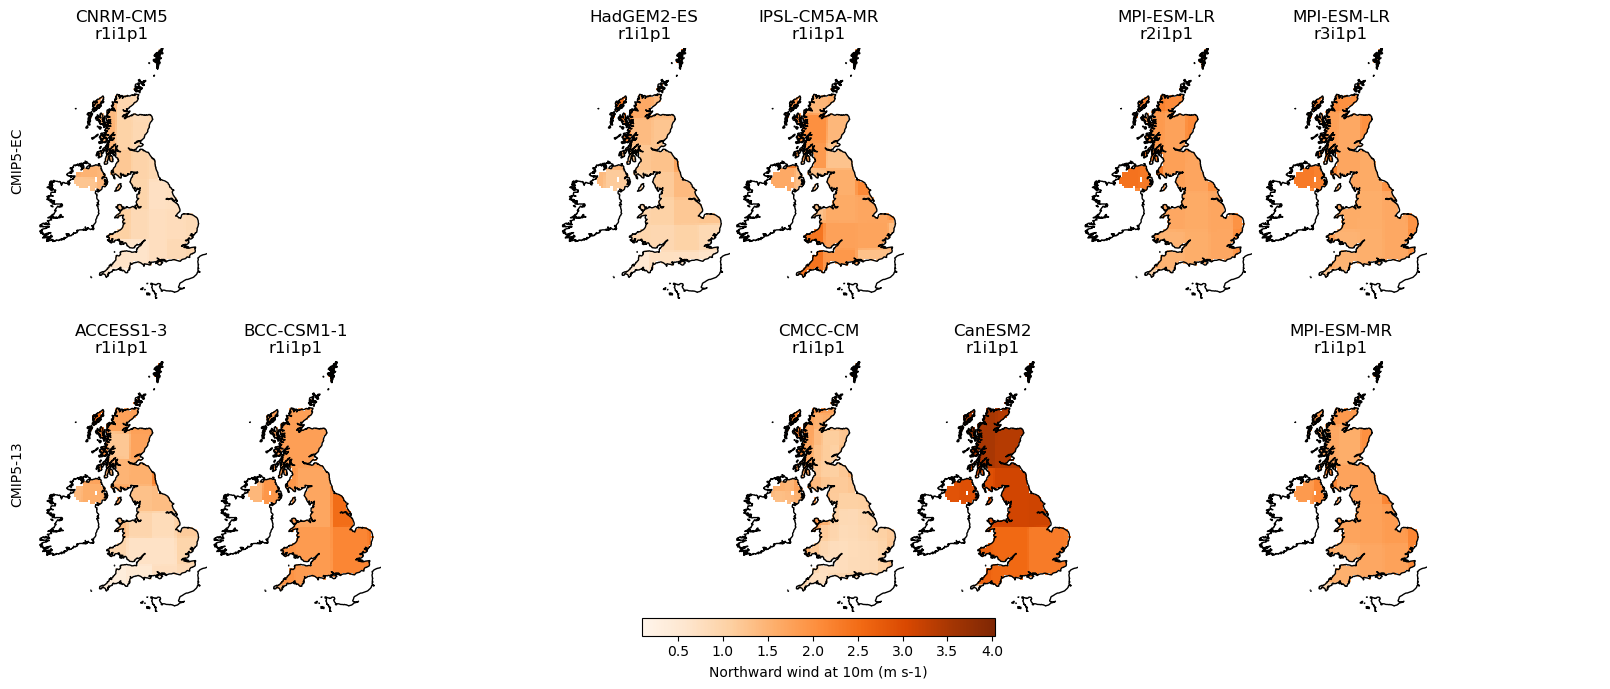 CNRM-CM5
r1i1p1
HadGEM2-ES
r1i1p1
IPSL-CM5A-MR
r1i1p1
MPI-ESM-LR
r2i1p1
MPI-ESM-LR
r3i1p1
CMIP5-EC
ACCESS1-3
r1i1p1
BCC-CSM1-1
r1i1p1
CMCC-CM
r1i1p1
CanESM2
r1i1p1
MPI-ESM-MR
r1i1p1
CMIP5-13
0.5 1.0 1.5 2.0 2.5 3.0 3.5 4.0
Northward wind at 10m (m s-1)